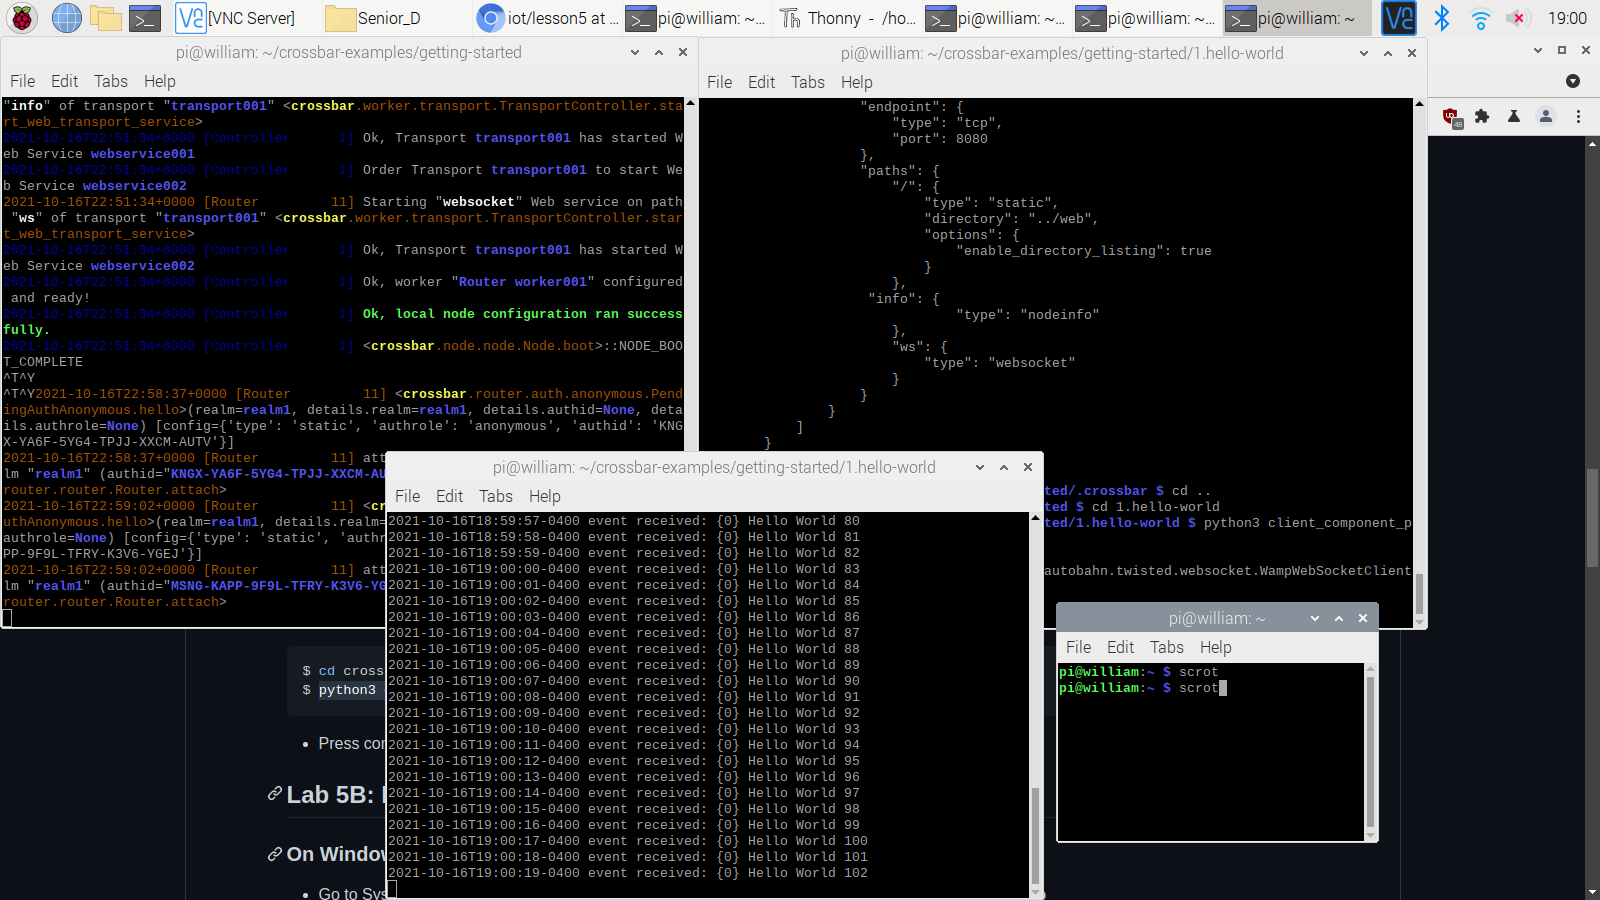 [VNC Server]
Senior_D
iot/lesson5 at ...
pi@william: ~...
Thonny - /ho...
pi@william: ~...
pi@william: ~...
pi@william: ~
19:00
pi@william: ~/crossbar-examples/getting-started
File Edit Tabs Help
"info" of transport "transport001" <crossbar.worker.transport.TransportController.sta
rt_web_transport_service>
2021-10-16T22:51:34+0000 [Controller 1] Ok, Transport transport001 has started W
eb Service webservice001
2021-10-16T22:51:34+0000 [Controller 1] Order Transport transport001 to start We
b Service webservice002
2021-10-16T22:51:34+0000 [Router 11] Starting "websocket" Web service on path
"ws" of transport "transport001" <crossbar.worker.transport.TransportController.star
t_web_transport_service>
2021-10-16T22:51:34+0000 [Controller 1] Ok, Transport transport001 has started W
eb Service webservice002
2021-10-16T22:51:34+0000 [Controller 1] Ok, worker "Router worker001" configured
and ready!
2021-10-16T22:51:34+0000 [Controller 1] Ok, local node configuration ran success
fully.
2021-10-16T22:51:34+0000 [Controller 1] <crossbar.node.node.Node.boot>::NODE_BOO
T_COMPLETE
^T^Y
^T^Y2021-10-16T22:58:37+0000 [Router 11] <crossbar.router.auth.anonymous.Pend
ingAuthAnonymous.hello>(realm=realm1, details.realm=realm1, details.authid=None, deta
ils.authrole=None) [config={'type': 'static', 'authrole': 'anonymous', 'authid': 'KNG
X-YA6F-5YG4-TPJJ-XXCM-AUTV'}]
2021-10-16T22:58:37+0000 [Router 11] att
lm "realm1" (authid="KNGX-YA6F-5YG4-TPJJ-XXCM-AU
router.router.Router.attach>
2021-10-16T22:59:02+0000 [Router 11] <cr
uthAnonymous.hello>(realm=realm1, details.realm=
authrole=None) [config={'type': 'static', 'authr
PP-9F9L-TFRY-K3V6-YGEJ'}]
2021-10-16T22:59:02+0000 [Router 11] att
lm "realm1" (authid="MSNG-KAPP-9F9L-TFRY-K3V6-YG
router.router.Router.attach>
pi@william: ~/crossbar-examples/getting-started/1.hello-world
File Edit Tabs Help
"endpoint": {
"type": "tcp",
"port": 8080
},
"paths": {
"/": {
"type": "static",
"directory": "../web",
"options": {
"enable_directory_listing": true
}
},
"info": {
"type": "nodeinfo"
},
"ws": {
"type": "websocket"
}
}
}
]
}
ted/.crossbar $ cd ..
ted $ cd 1.hello-world
ted/1.hello-world $ python3 client_component_p
autobahn.twisted.websocket.WampWebSocketClient
48
pi@william: ~/crossbar-examples/getting-started/1.hello-world
File Edit Tabs Help
2021-10-16T18:59:57-0400 event received: {0} Hello World 80
2021-10-16T18:59:58-0400 event received: {0} Hello World 81
2021-10-16T18:59:59-0400 event received: {0} Hello World 82
2021-10-16T19:00:00-0400 event received: {0} Hello World 83
2021-10-16T19:00:01-0400 event received: {0} Hello World 84
2021-10-16T19:00:02-0400 event received: {0} Hello World 85
2021-10-16T19:00:03-0400 event received: {0} Hello World 86
2021-10-16T19:00:04-0400 event received: {0} Hello World 87
2021-10-16T19:00:05-0400 event received: {0} Hello World 88
2021-10-16T19:00:06-0400 event received: {0} Hello World 89
2021-10-16T19:00:07-0400 event received: {0} Hello World 90
2021-10-16T19:00:08-0400 event received: {0} Hello World 91
2021-10-16T19:00:09-0400 event received: {0} Hello World 92
2021-10-16T19:00:10-0400 event received: {0} Hello World 93
2021-10-16T19:00:11-0400 event received: {0} Hello World 94
2021-10-16T19:00:12-0400 event received: {0} Hello World 95
2021-10-16T19:00:13-0400 event received: {0} Hello World 96
2021-10-16T19:00:14-0400 event received: {0} Hello World 97
2021-10-16T19:00:15-0400 event received: {0} Hello World 98
2021-10-16T19:00:16-0400 event received: {0} Hello World 99
2021-10-16T19:00:17-0400 event received: {0} Hello World 100
2021-10-16T19:00:18-0400 event received: {0} Hello World 101
2021-10-16T19:00:19-0400 event received: {0} Hello World 102
pi@william: ~
File Edit Tabs Help
pi@william:~ $ scrot
pi@william:~ $ scrot
$ cd cross
$ python3
Press con
Lab 5B:
On Window
Go to Sys